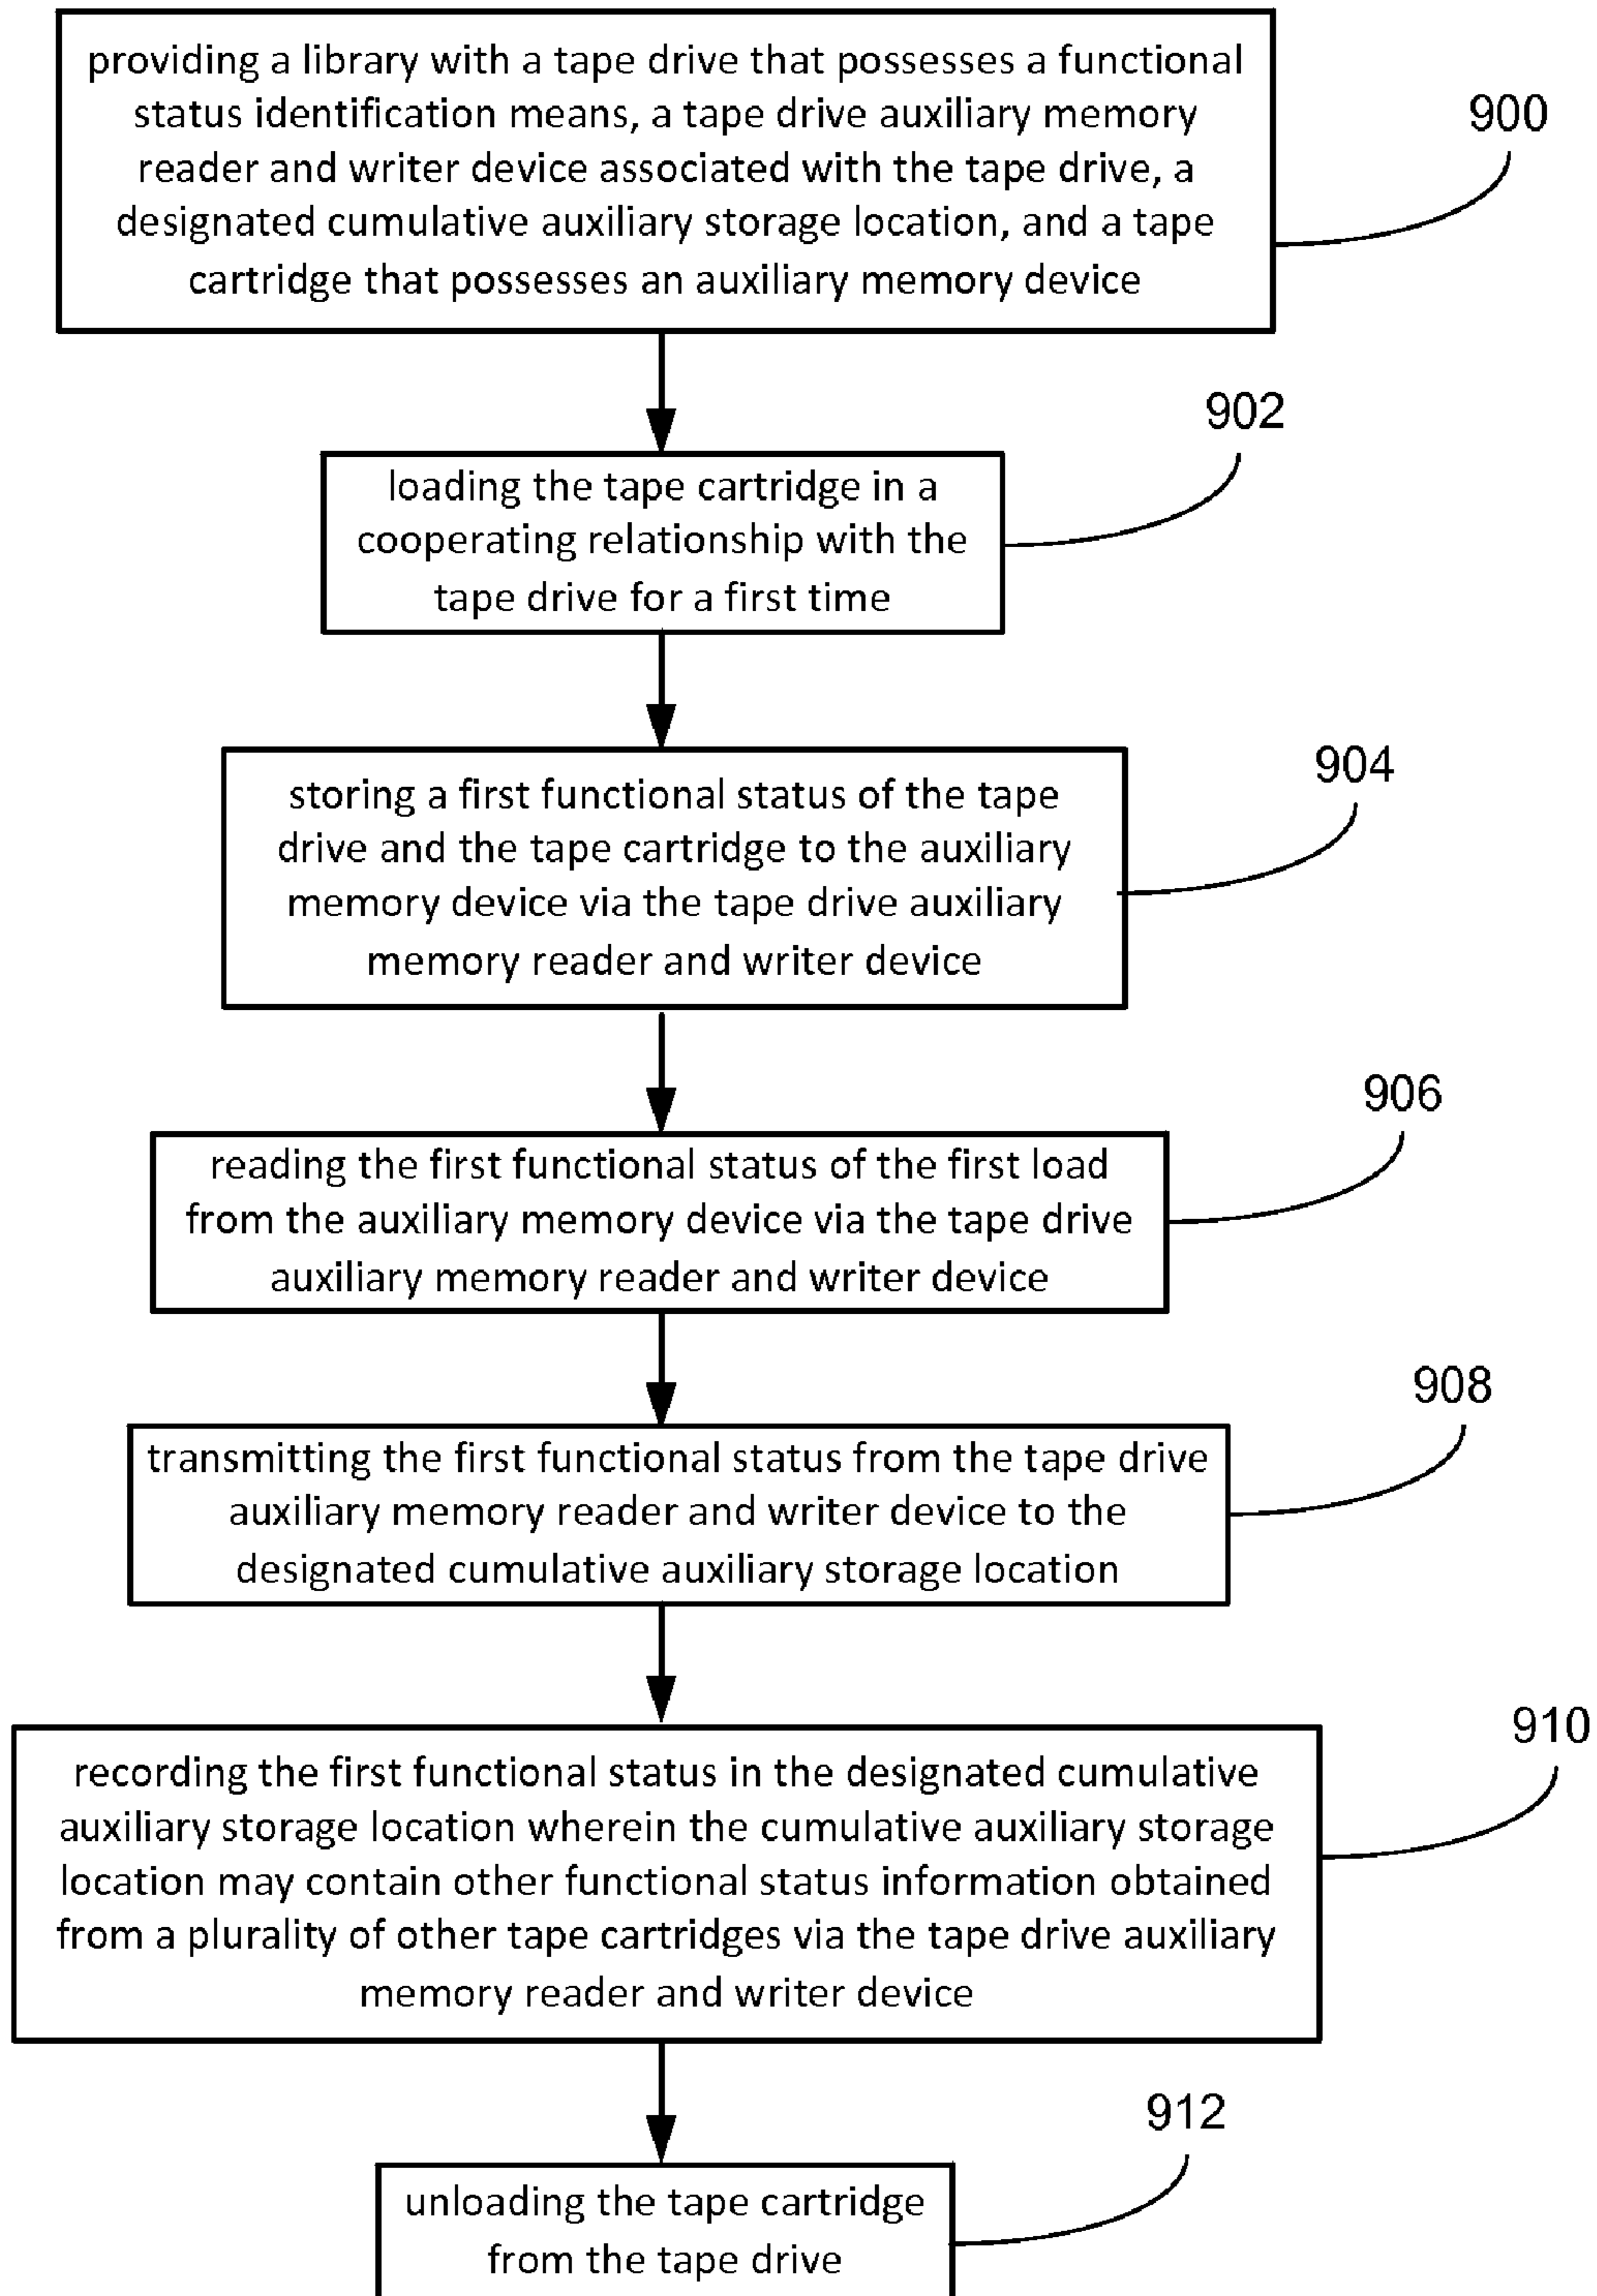 providing a library with a tape drive that possesses a functional
status identification means, a tape drive auxiliary memory
reader and writer device associated with the tape drive, a
designated cumulative auxiliary storage location, and a tape
cartridge that possesses an auxiliary memory device
900
902
loading the tape cartridge in a
cooperating relationship with the
tape drive for a first time
904
storing a first functional status of the tape
drive and the tape cartridge to the auxiliary
memory device via the tape drive auxiliary
memory reader and writer device
906
reading the first functional status of the first load
from the auxiliary memory device via the tape drive
auxiliary memory reader and writer device
908
transmitting the first functional status from the tape drive
auxiliary memory reader and writer device to the
designated cumulative auxiliary storage location
910
recording the first functional status in the designated cumulative
auxiliary storage location wherein the cumulative auxiliary storage
location may contain other functional status information obtained
from a plurality of other tape cartridges via the tape drive auxiliary
memory reader and writer device
912
unloading the tape cartridge
from the tape drive